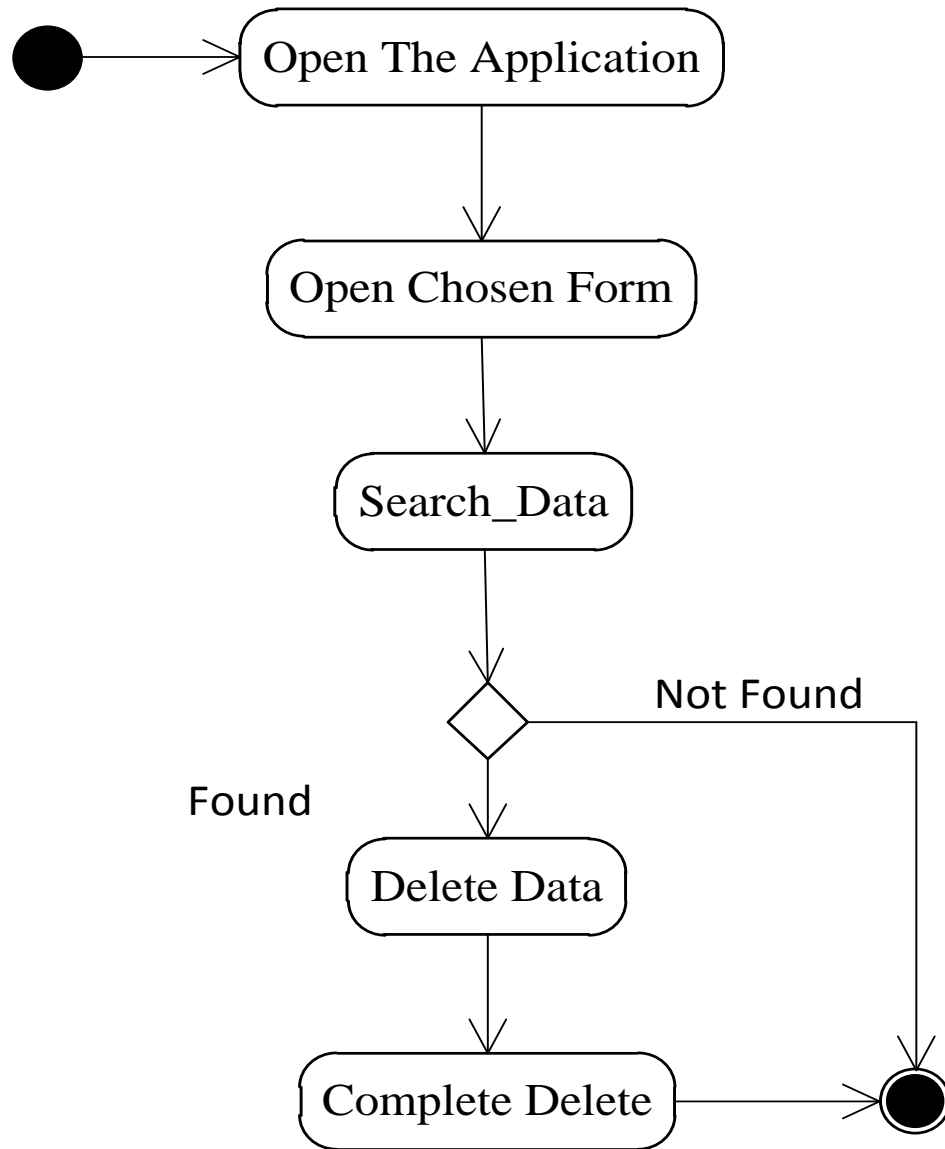 Open The Application
Open Chosen Form
Search_Data
Not Found
Found
Delete Data
Complete Delete